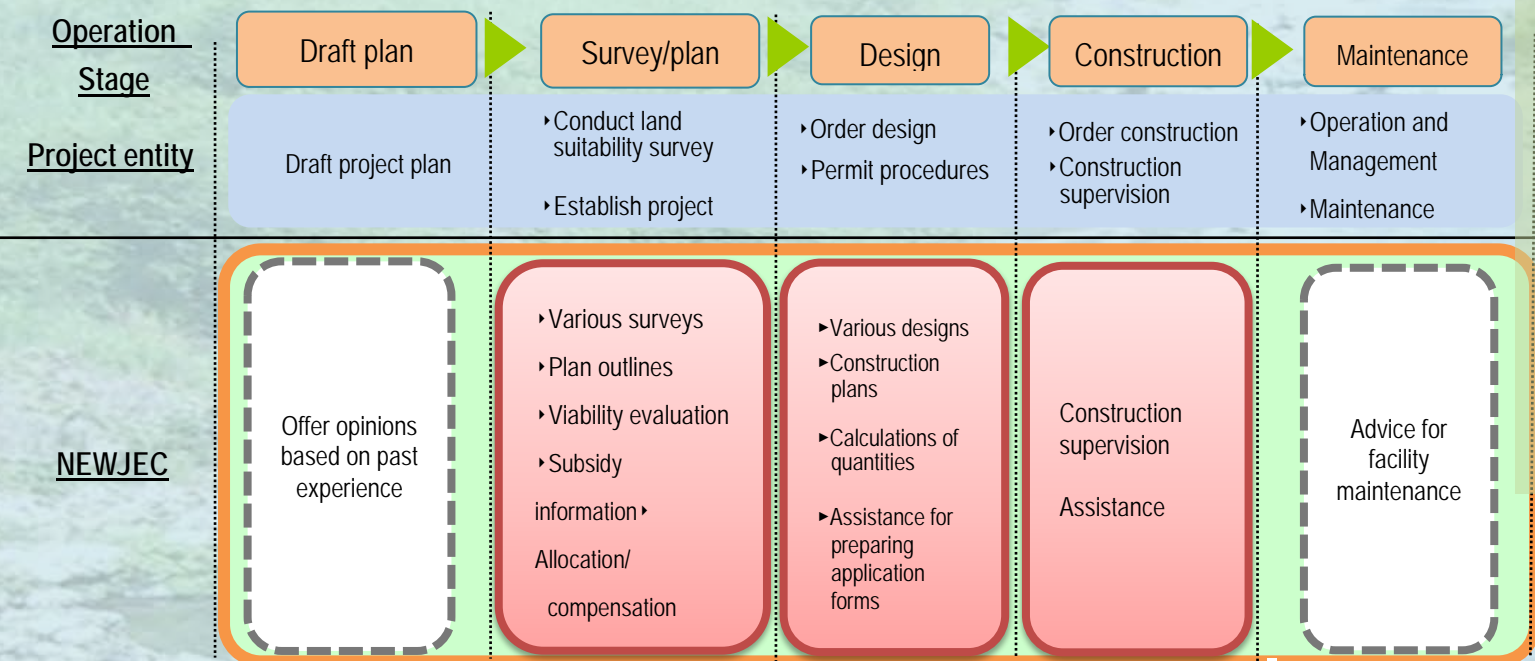 Operation
Stage
Draft plan
Survey/plan
Design
Construction
Maintenance
Project entity
Draft project plan
‣Conduct land
suitability survey
‣Establish project
‣Order design
‣Permit procedures
‣Order construction
‣Construction
supervision
‣Operation and
Management
‣Maintenance
NEWJEC
Offer opinions
based on past
experience
‣Various surveys
‣Plan outlines
‣Viability evaluation
‣Subsidy
information‣
Allocation/
compensation
►Various designs
►Construction
plans
►Calculations of
quantities
►Assistance for
preparing
application
forms
Construction
supervision
Assistance
Advice for
facility
maintenance